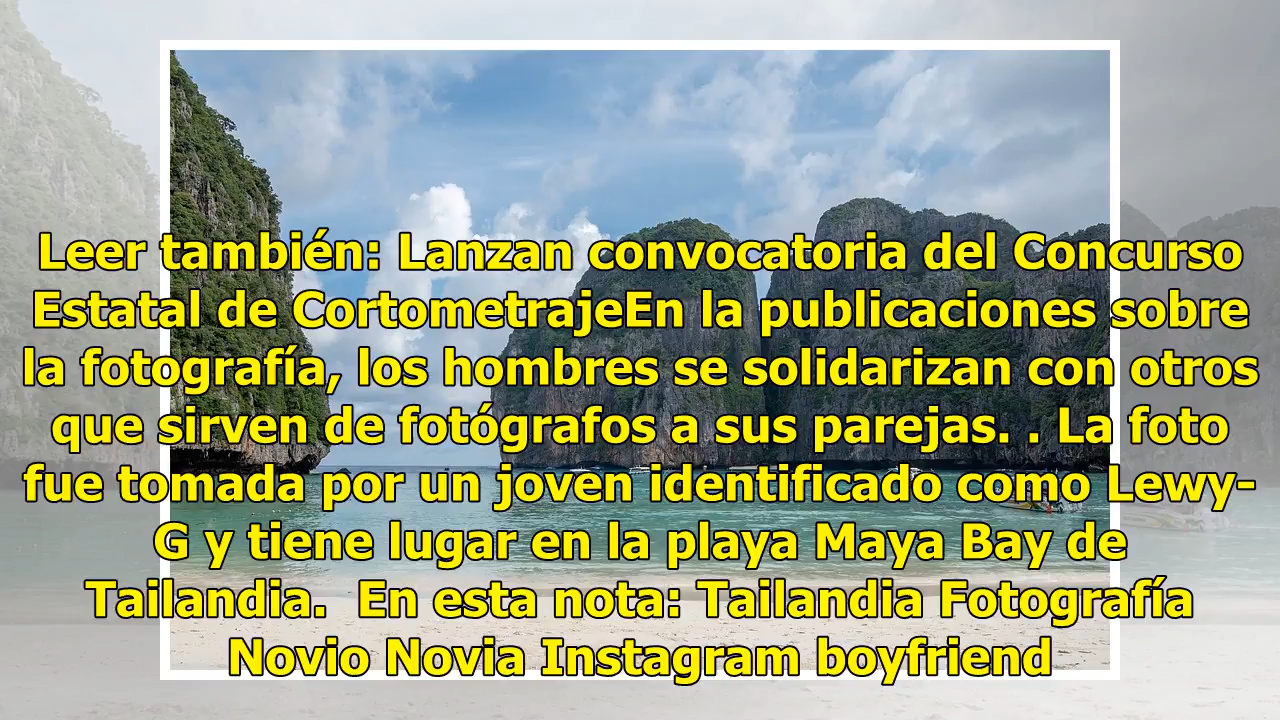 Leer también: Lanzan convocatoria del Concurso
Estatal de CortometrajeEn la publicaciones sobre
la fotografía, los hombres se solidarizan con otros
que sirven de fotógrafos a sus parejas. . La foto
fue tomada por un joven identificado como Lewy-
G y tiene lugar en la playa Maya Bay de
Tailandia.  En esta nota: Tailandia Fotografía
Novio Novia Instagram boyfriend